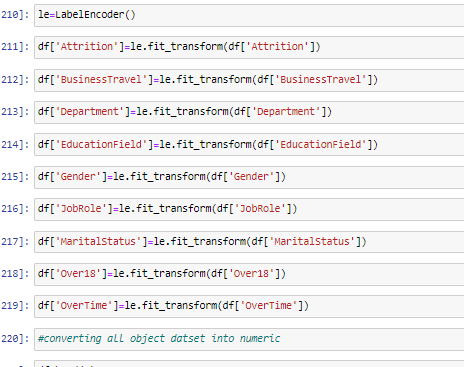 210]: le=LabelEncoder()
211]: df['Attrition']=le.fit_transform(df['Attrition'])
212]: df['BusinessTravel']=le.fit_transform(df['BusinessTravel'])
213]: df['Department']=le.fit_transform(df['Department'])
214]: df['EducationField']=le.fit_transform(df['EducationField'])
215]: df['Gender']=le.fit_transform(df['Gender'])
216]: df['JobRole']=le.fit_transform(df['JobRole'])
217]: df['MaritalStatus']=le.fit_transform(df['MaritalStatus'])
218]: df['Over18']=le.fit_transform(df['Over18'])
219]: df['OverTime']=le.fit_transform(df['OverTime'])
220]: #converting all object datset into numeric